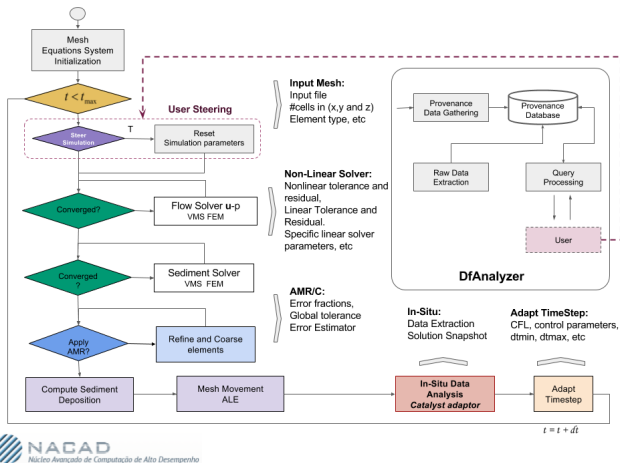 Mesh
Equations System
Initialization
t < tmax
User Steering
Steer
Simulation
T
Reset
Simulation parameters
Converged?
Flow Solver u-p
VMS FEM
Converged
?
Sediment Solver
VMS FEM
Apply
AMR?
Refine and Coarse
elements
Compute Sediment
Deposition
Mesh Movement
ALE
In-Situ Data
Analysis
Catalyst adaptor
Adapt
Timestep
t = t + dt
Input Mesh:
Input file
#cells in (x,y and z)
Element type, etc
Non-Linear Solver:
Nonlinear tolerance and
residual,
Linear Tolerance and
Residual.
Specific linear solver
parameters, etc
AMR/C:
Error fractions,
Global tolerance
Error Estimator
In-Situ:
Data Extraction
Solution Snapshot
Adapt TimeStep:
CFL, control parameters,
dtmin, dtmax, etc
Provenance
Data Gathering
Provenance
Database
Raw Data
Extraction
Query
Processing
User
DfAnalyzer
NACAD
Núcleo Avançado de Computação de Alto Desempenho